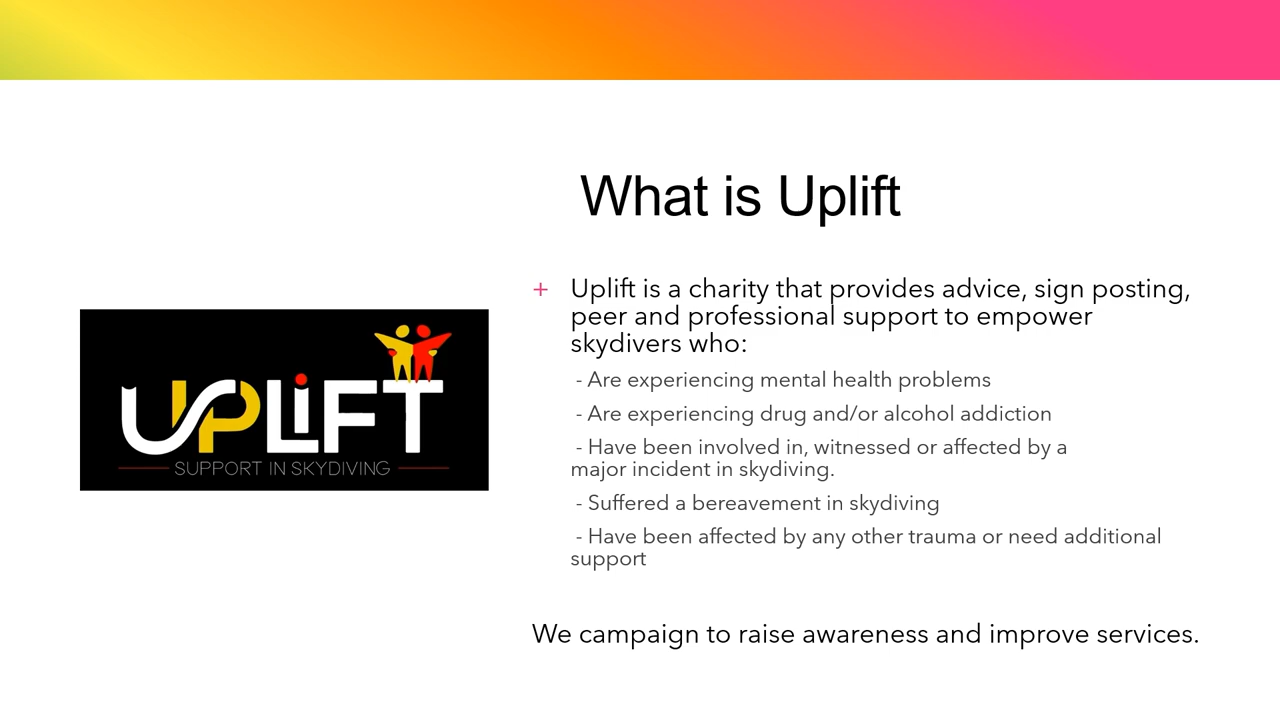 What is Uplift
UPLiFT
SUPPORT IN SKYDIVING
+ Uplift is a charity that provides advice, sign posting,
peer and professional support to empower
skydivers who:
- Are experiencing mental health problems
- Are experiencing drug and/or alcohol addiction
- Have been involved in, witnessed or affected by a
major incident in skydiving.
- Suffered a bereavement in skydiving
- Have been affected by any other trauma or need additional
support
We campaign to raise awareness and improve services.